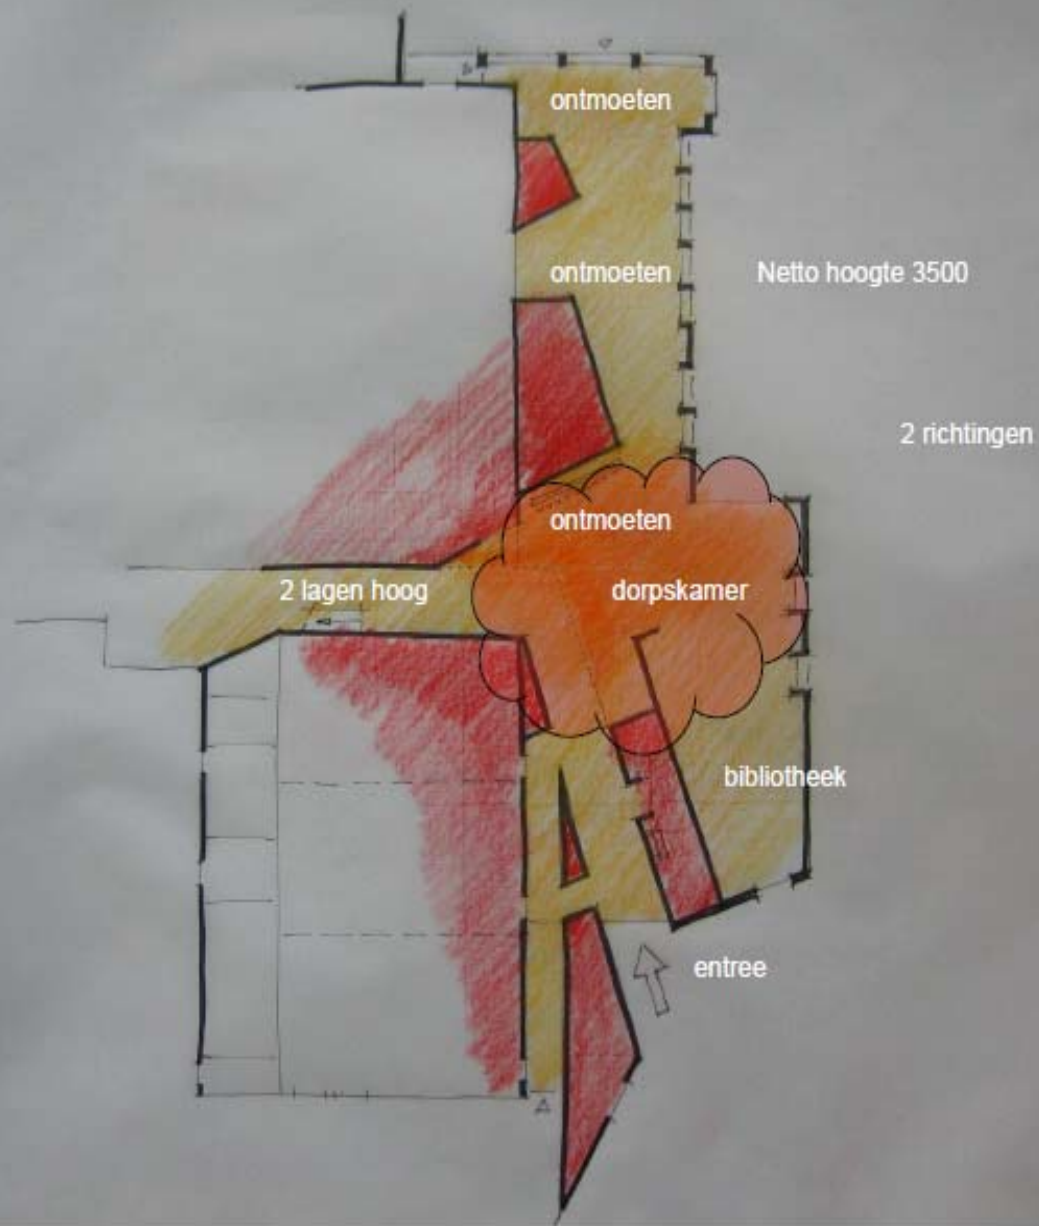 ontmoeten
ontmoeten
Netto hoogte 3500
2 richtingen
ontmoeten
2 lagen hoog
dorpskamer
bibliotheek
entree